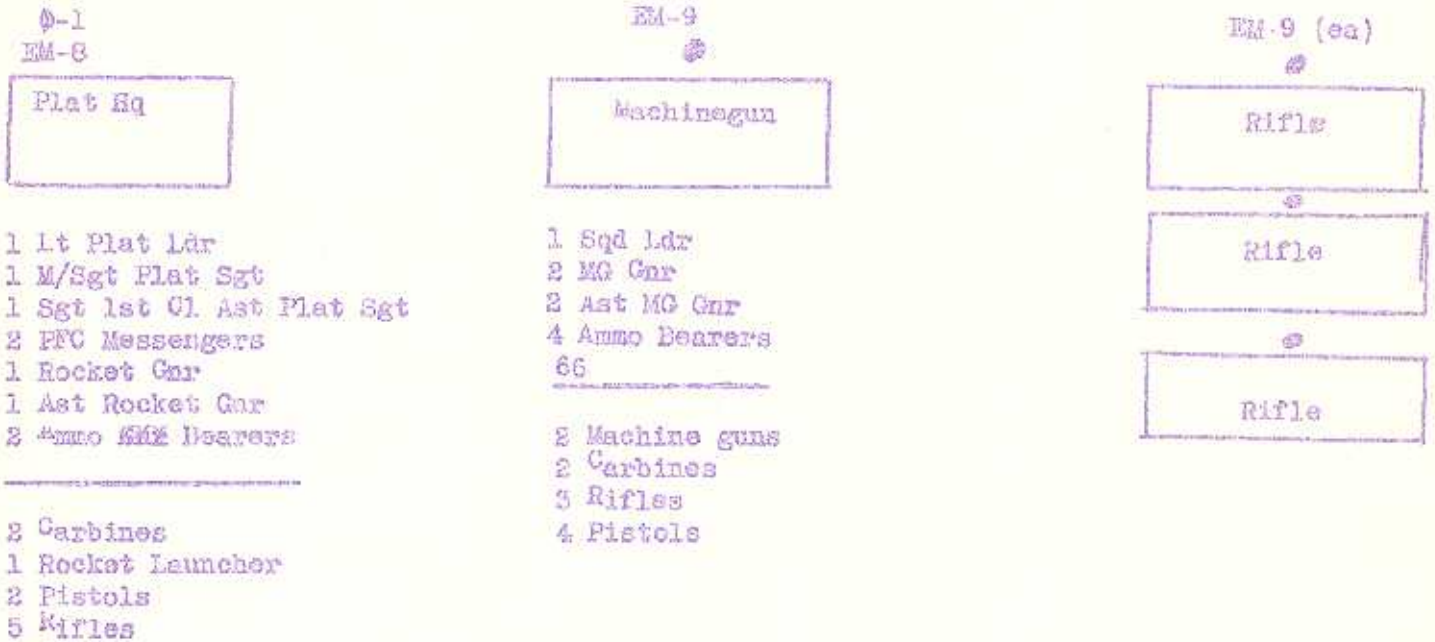 O-1
EM-8
Plat Hq
1 Lt Plat Ldr
1 M/Sgt Plat Sgt
1 Sgt 1st Cl Ast Plat Sgt
2 PFC Messengers
1 Rocket Gnr
1 Ast Rocket Gnr
2 Ammo Bearers
2 Carbines
1 Rocket Launcher
2 Pistols
5 Rifles
EM-9
Machinegun
1 Sqd Ldr
2 MG Gnr
2 Ast MG Gnr
4 Ammo Bearers
66
2 Machine guns
2 Carbines
3 Rifles
4 Pistols
EM-9 (ea)
Rifle
Rifle
Rifle